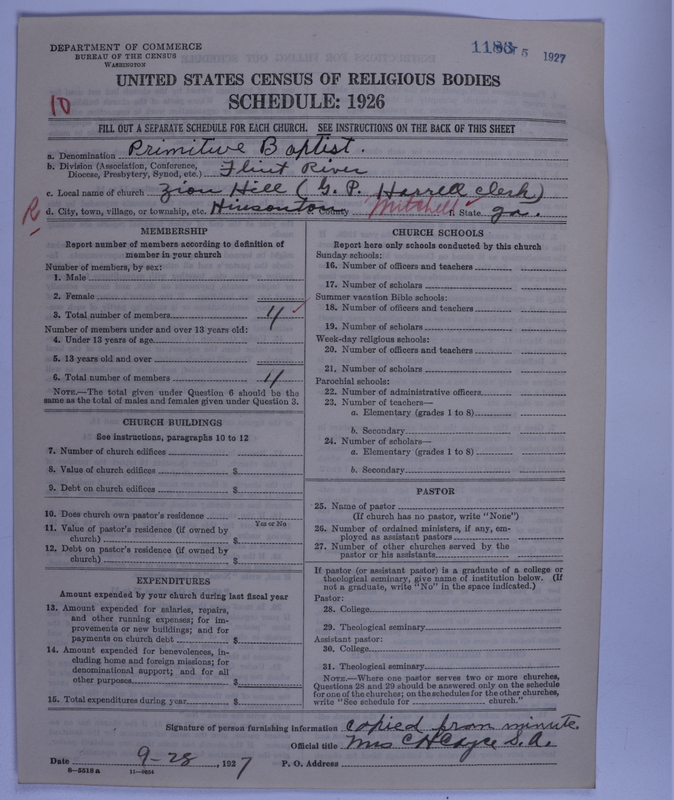 DEPARTMENT OF COMMERCE
BUREAU OF THE CENSUS
WASHINGTON
5 1927
UNITED STATES CENSUS OF RELIGIOUS BODIES
SCHEDULE: 1926
10
FILL OUT A SEPARATE SCHEDULE FOR EACH CHURCH. SEE INSTRUCTIONS ON THE BACK OF THIS SHEET
a. Denomination Primitive Baptist.
b. Division (Association, Conference, Diocese, Presbytery, Synod, etc.) Flint River
c. Local name of church Zion Hill (G. P. Harrell Clerk)
R
d. City, town, village, or township, etc. Hinsontown County Mitchell State Ga.
MEMBERSHIP
Report number of members according to definition of
member in your church
Number of members, by sex:
1. Male
2. Female
3. Total number of members 11
Number of members under and over 13 years old:
4. Under 13 years of age
5. 13 years old and over
6. Total number of members 11
NOTE.—The total given under Question 6 should be the
same as the total of males and females given under Question 3.
CHURCH BUILDINGS
See instructions, paragraphs 10 to 12
7. Number of church edifices
8. Value of church edifices $
9. Debt on church edifices $
10. Does church own pastor's residence
Yes or No
11. Value of pastor's residence (if owned by
church) $
12. Debt on pastor's residence (if owned by
church) $
EXPENDITURES
Amount expended by your church during last fiscal year
13. Amount expended for salaries, repairs,
and other running expenses; for im-
provements or new buildings; and for
payments on church debt $
14. Amount expended for benevolences, in-
cluding home and foreign missions; for
denominational support; and for all
other purposes $
15. Total expenditures during year $
CHURCH SCHOOLS
Report here only schools conducted by this church
Sunday schools:
16. Number of officers and teachers
17. Number of scholars
Summer vacation Bible schools:
18. Number of officers and teachers
19. Number of scholars
Week-day religious schools:
20. Number of officers and teachers
21. Number of scholars
Parochial schools:
22. Number of administrative officers
23. Number of teachers—
a. Elementary (grades 1 to 8)
b. Secondary
24. Number of scholars—
a. Elementary (grades 1 to 8)
b. Secondary
PASTOR
25. Name of pastor
(If church has no pastor, write "None")
26. Number of ordained ministers, if any, em-
ployed as assistant pastors
27. Number of other churches served by the
pastor or his assistants
If pastor (or assistant pastor) is a graduate of a college or
theological seminary, give name of institution below. (If
not a graduate, write "No" in the space indicated.)
Pastor:
28. College
29. Theological seminary
Assistant pastor:
30. College
31. Theological seminary
NOTE.—Where one pastor serves two or more churches,
Questions 28 and 29 should be answered only on the schedule
for one of the churches; on the schedules for the other churches,
write "See schedule for church."
Signature of person furnishing information copied from minute.
Official title Mrs C H Cayce S. A.
Date 9-28, 1927 P. O. Address
8-5518a 11-9034